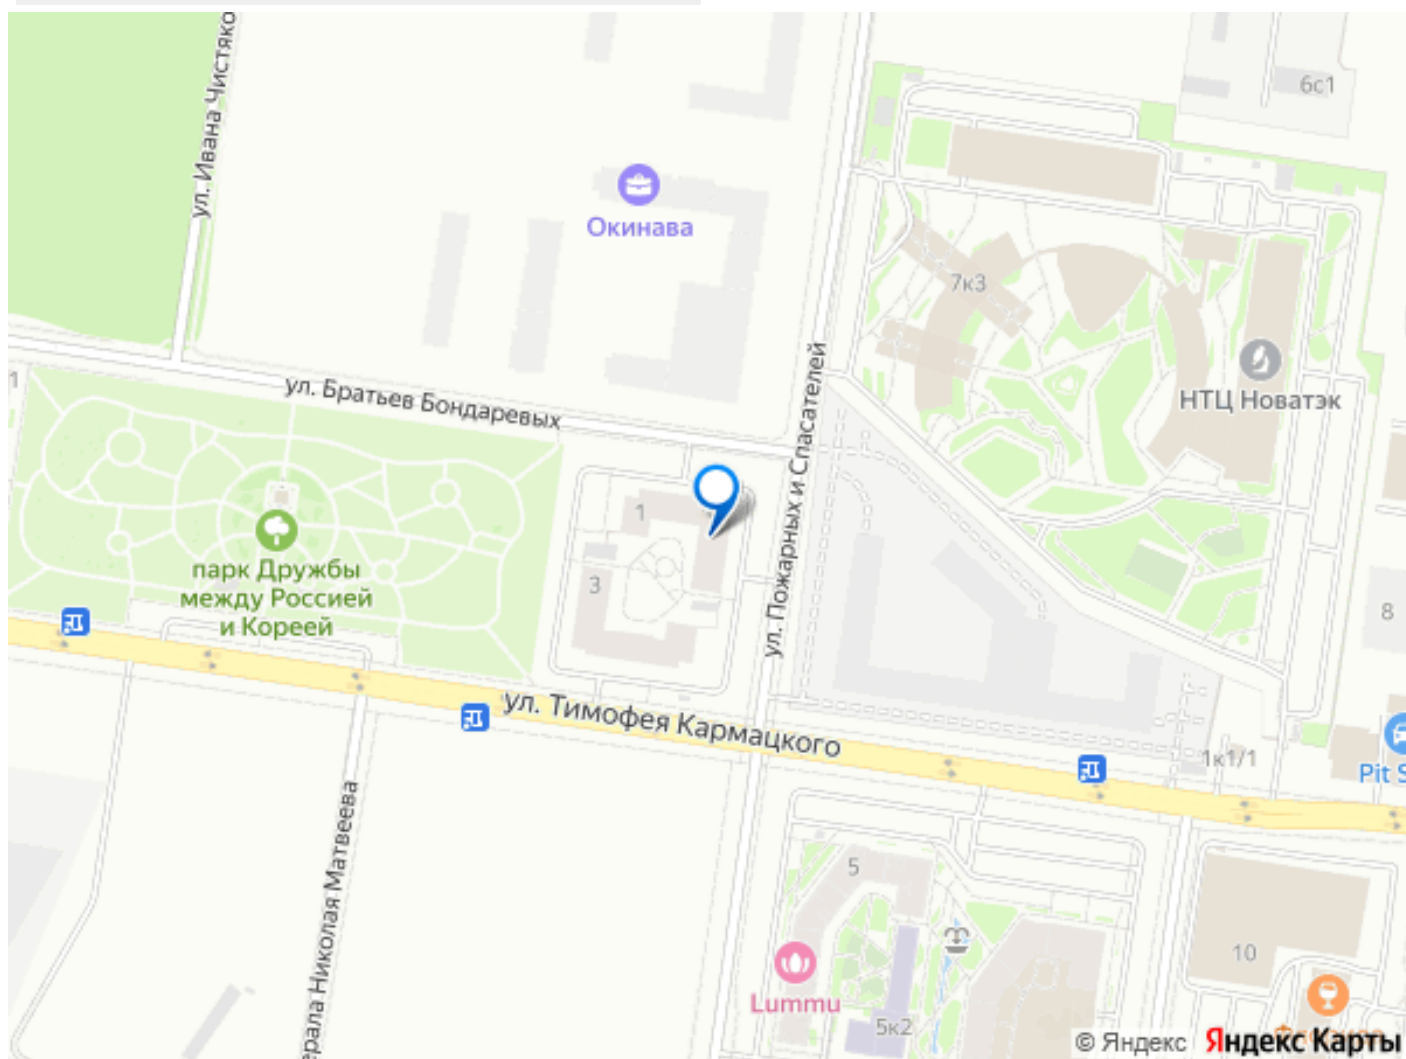 6с1
ул. Ивана Чистяко
Окинава
7к3
НТЦ Новатэк
ул. Братьев Бондаревых
ул. Пожарных и Спасателей
1
1
3
парк Дружбы
между Россией
и Кореей
8
ул. Тимофея Кармацкого
1к1/1
Pit S
ерала Николая Матвеева
5
10
Lummu
5к2
© Яндекс
Яндекс Карты